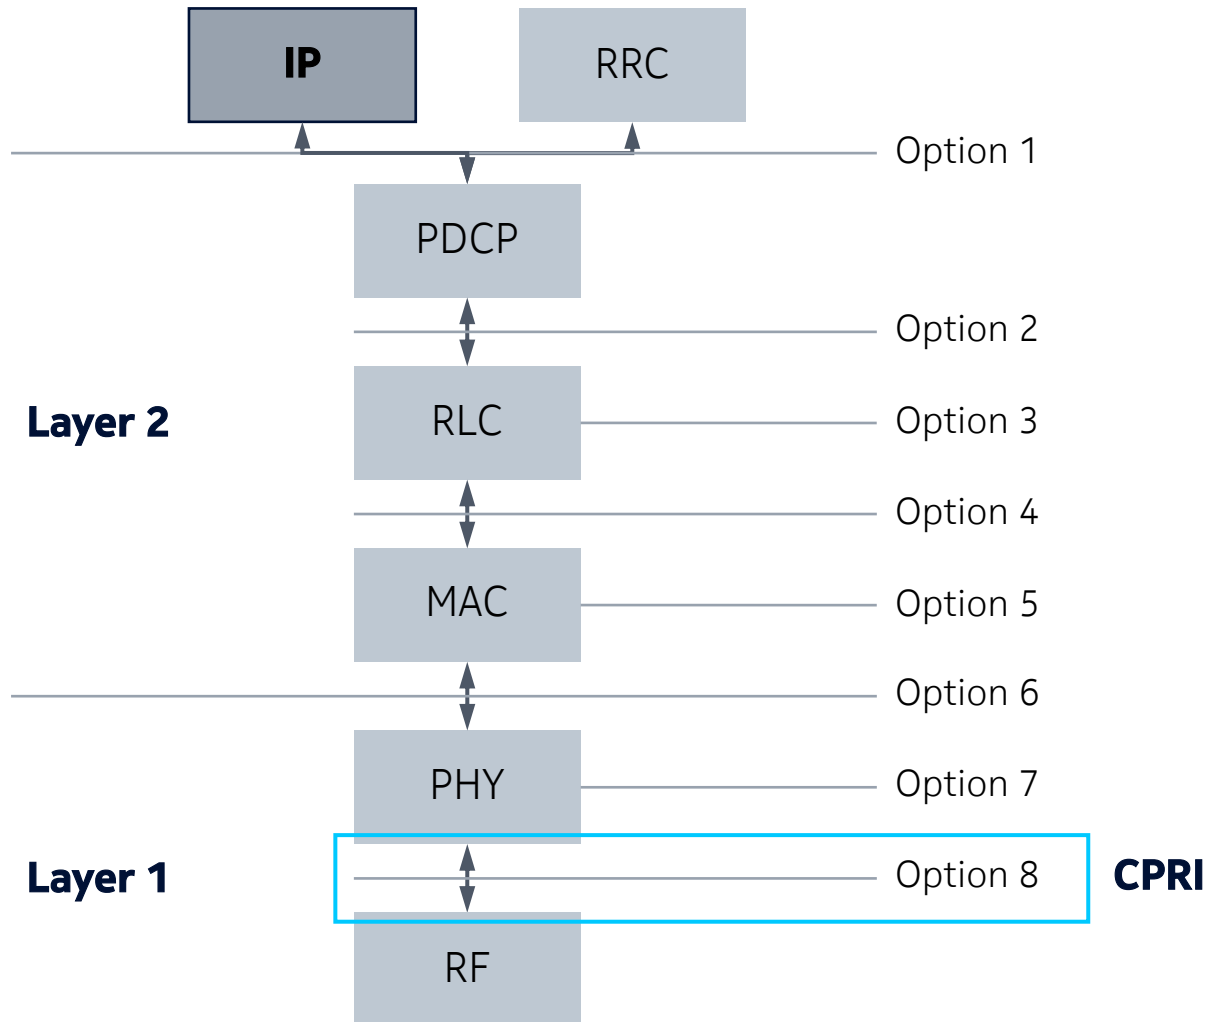 IP
RRC
Option 1
PDCP
Option 2
Layer 2
RLC
Option 3
Option 4
MAC
Option 5
Option 6
PHY
Option 7
Layer 1
Option 8
CPRI
RF